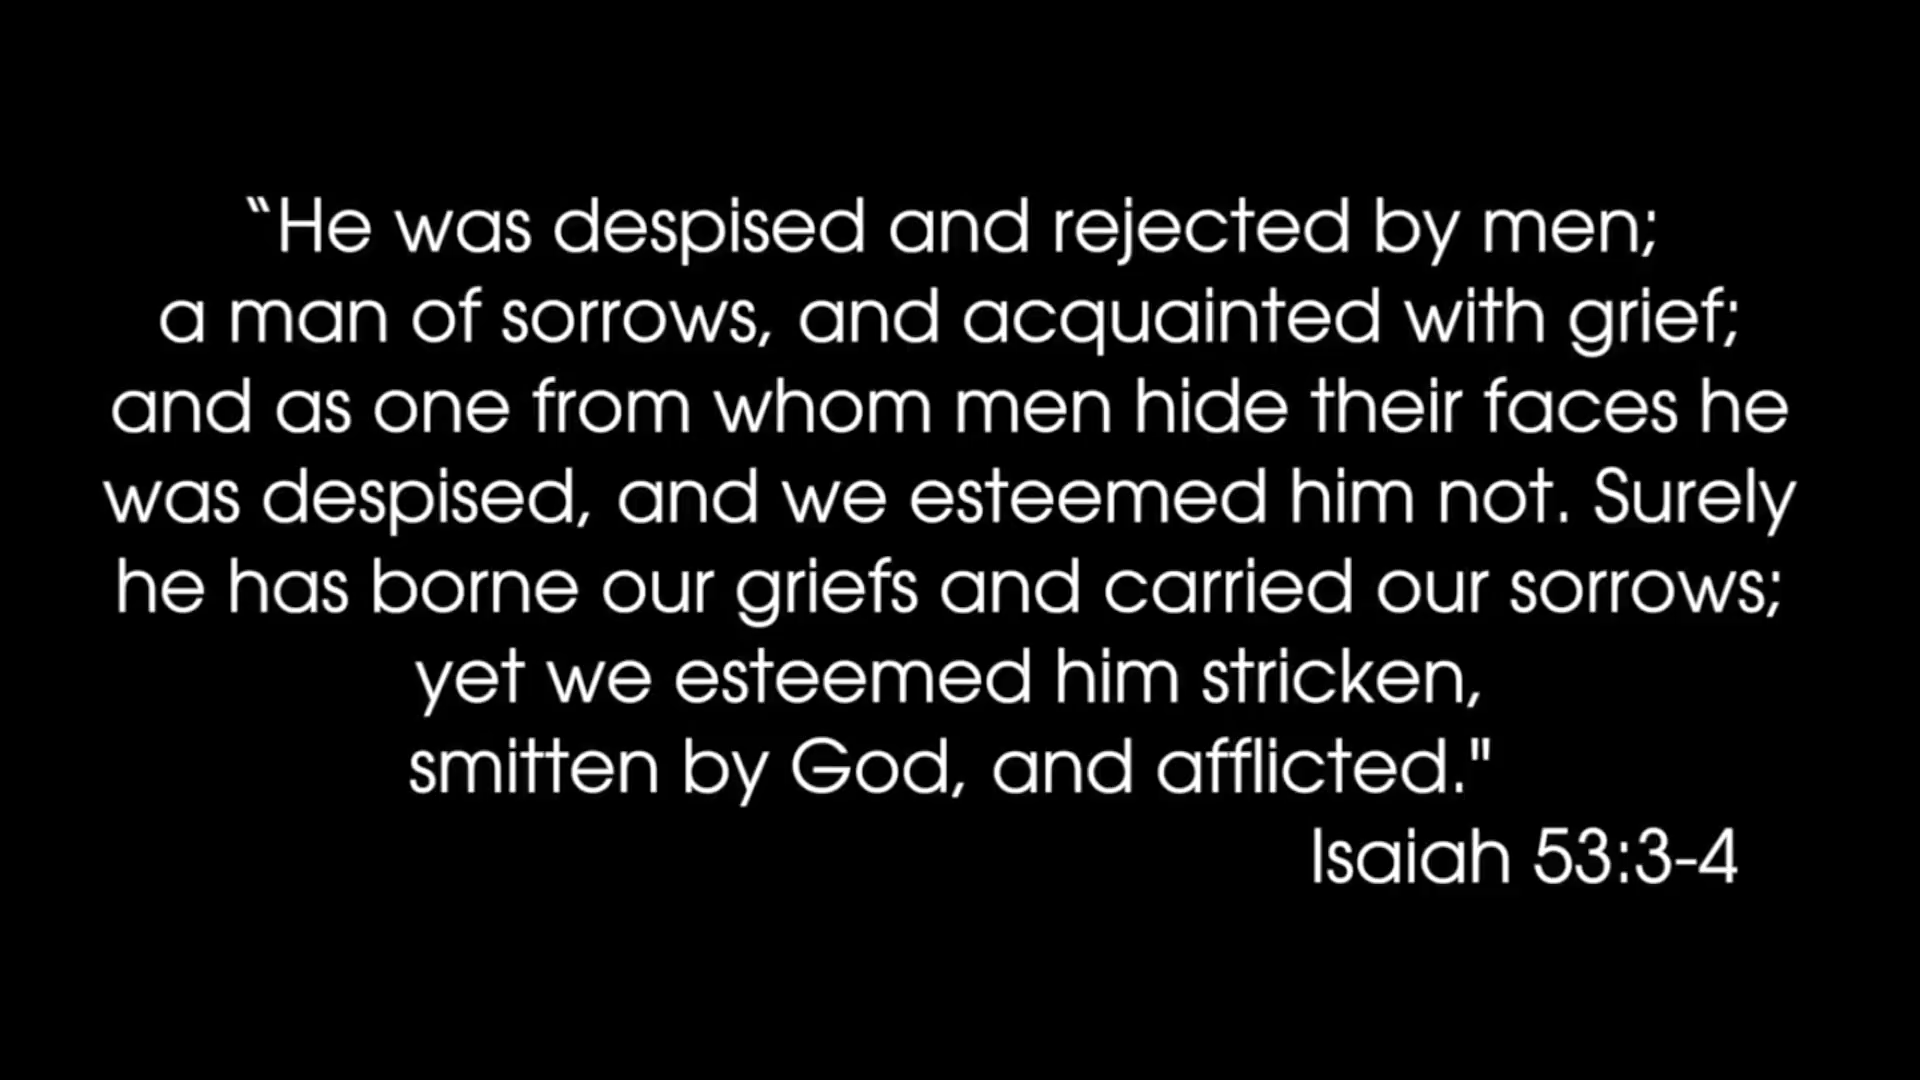 “He was despised and rejected by men;
a man of sorrows, and acquainted with grief;
and as one from whom men hide their faces he
was despised, and we esteemed him not. Surely
he has borne our griefs and carried our sorrows;
yet we esteemed him stricken,
smitten by God, and afflicted."
Isaiah 53:3-4